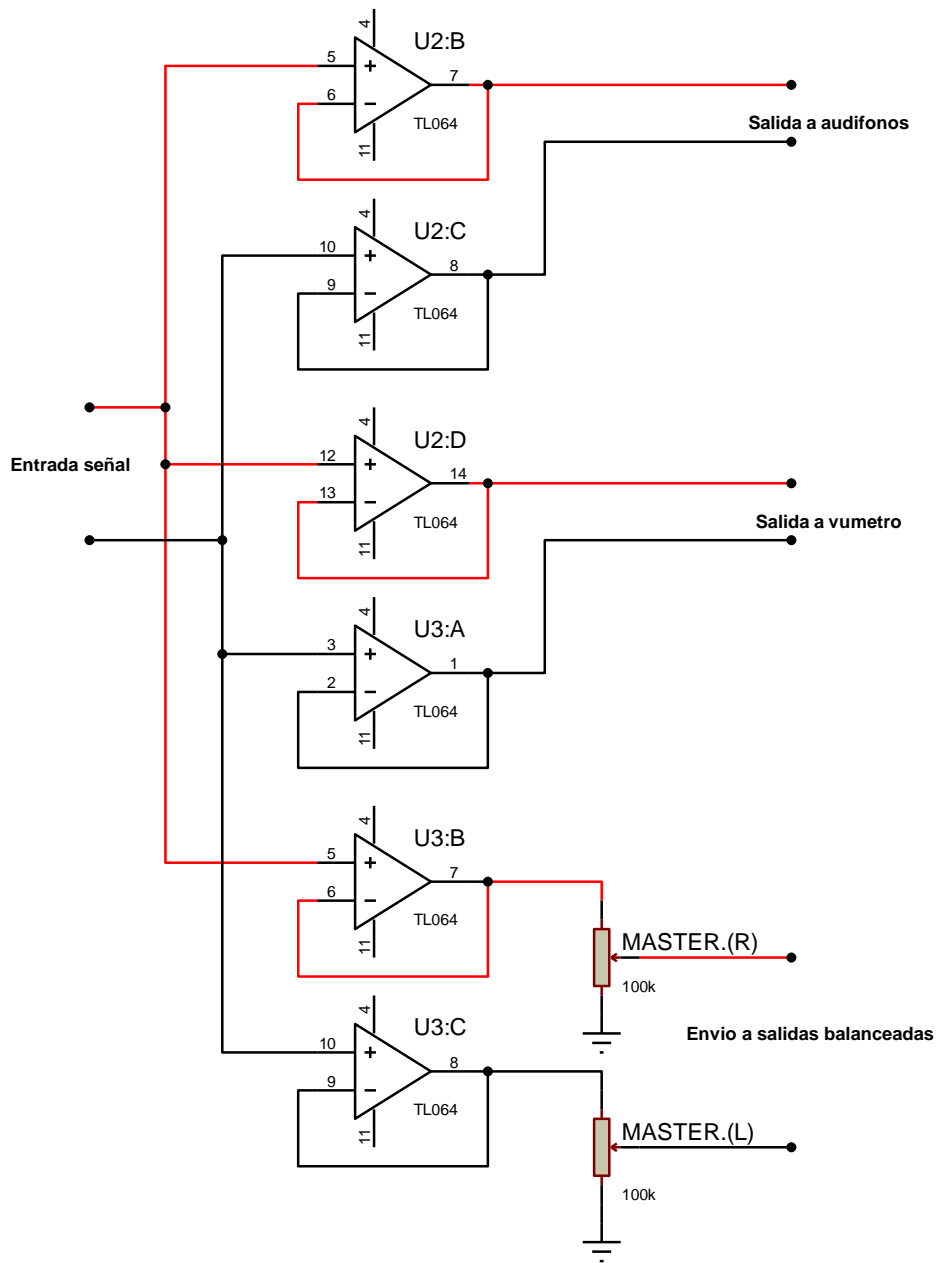 4
U2:B
5
+
7
6
−
TL064
11
Salida a audifonos
4
U2:C
10
+
8
9
−
TL064
11
Entrada señal
4
U2:D
12
+
14
13
−
TL064
11
Salida a vumetro
4
U3:A
3
+
1
2
−
TL064
11
4
U3:B
5
+
7
6
−
TL064
11
MASTER.(R)
100k
Envio a salidas balanceadas
4
U3:C
10
+
8
9
−
TL064
11
MASTER.(L)
100k